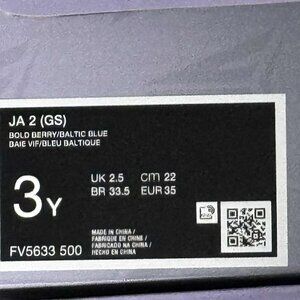 JA 2 (GS)
BOLD BERRY/BALTIC BLUE
BAIE VIF/BLEU BALTIQUE
3Y
UK 2.5 CM 22
BR 33.5 EUR 35
MADE IN CHINA /
FABRIQUE EN CHINE /
FABRICADO NA CHINA /
HECHO EN CHINA
FV5633 500